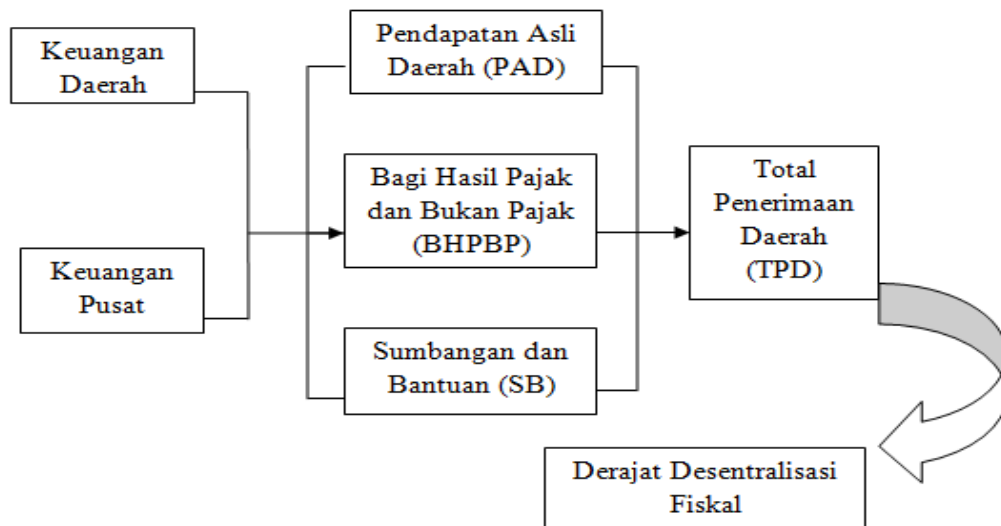 Keuangan
Daerah
Keuangan
Pusat
Pendapatan Asli
Daerah (PAD)
Bagi Hasil Pajak
dan Bukan Pajak
(BHPBP)
Sumbangan dan
Bantuan (SB)
Total
Penerimaan
Daerah
(TPD)
Derajat Desentralisasi
Fiskal